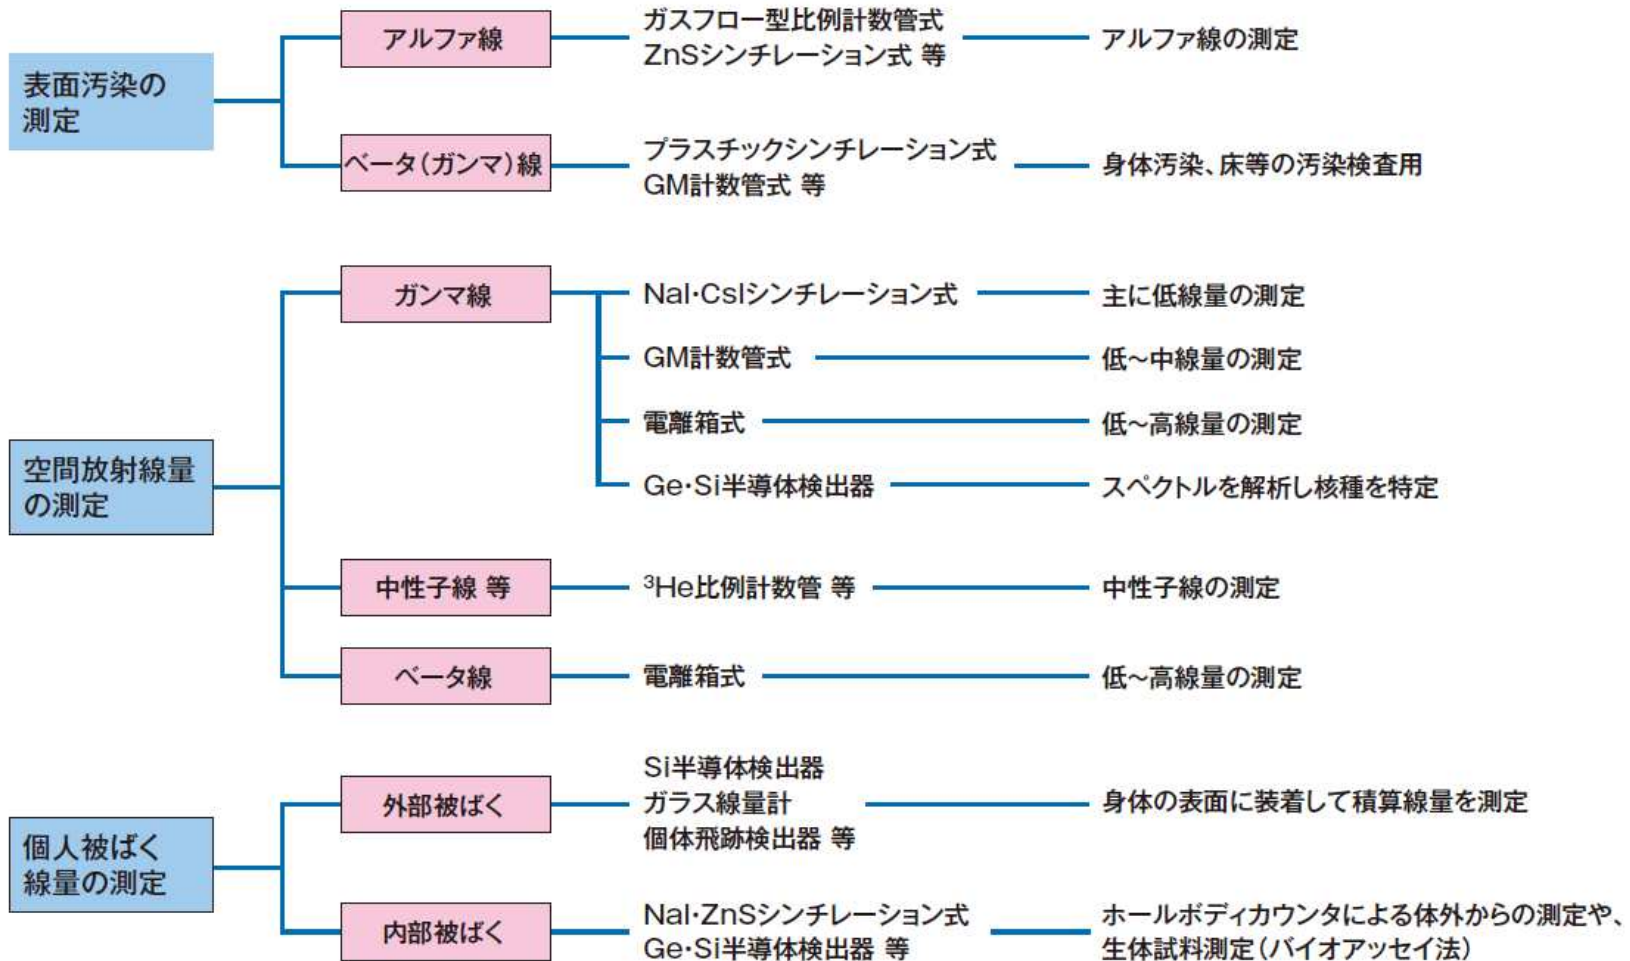 表面汚染の
測定
アルファ線
ガスフロー型比例計数管式
ZnSシンチレーション式 等
アルファ線の測定
ベータ(ガンマ)線
プラスチックシンチレーション式
GM計数管式 等
身体汚染、床等の汚染検査用
空間放射線量
の測定
ガンマ線
NaI・CsIシンチレーション式
主に低線量の測定
GM計数管式
低〜中線量の測定
電離箱式
低〜高線量の測定
Ge・Si半導体検出器
スペクトルを解析し核種を特定
中性子線 等
³He比例計数管 等
中性子線の測定
ベータ線
電離箱式
低〜高線量の測定
個人被ばく
線量の測定
外部被ばく
Si半導体検出器
ガラス線量計
個体飛跡検出器 等
身体の表面に装着して積算線量を測定
内部被ばく
NaI・ZnSシンチレーション式
Ge・Si半導体検出器 等
ホールボディカウンタによる体外からの測定や、
生体試料測定(バイオアッセイ法)